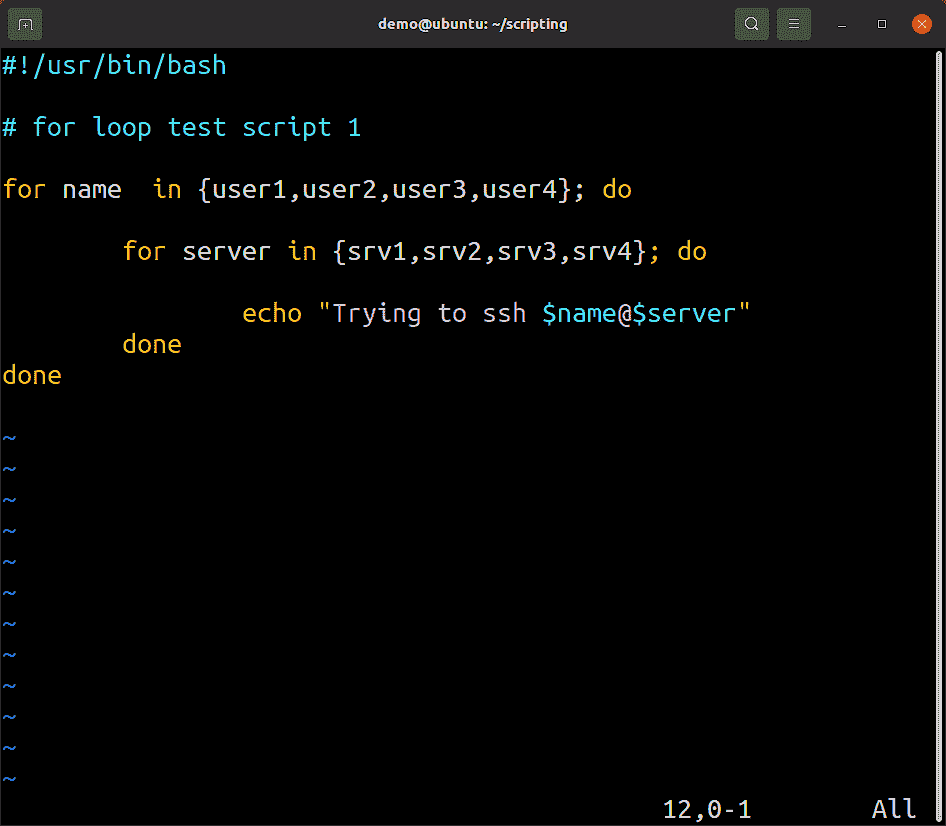 demo@ubuntu: ~/scripting
#!/usr/bin/bash
# for loop test script 1
for name  in {user1,user2,user3,user4}; do
        for server in {srv1,srv2,srv3,srv4}; do
                echo "Trying to ssh $name@$server"
        done
done
~
~
~
~
~
~
~
~
~
~
~
~
12,0-1 All